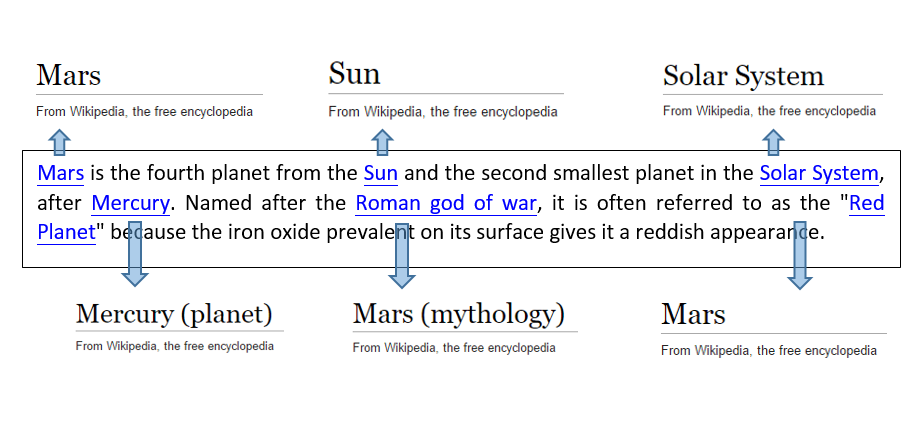 Mars
Sun
Solar System
From Wikipedia, the free encyclopedia
From Wikipedia, the free encyclopedia
From Wikipedia, the free encyclopedia
Mars is the fourth planet from the Sun and the second smallest planet in the Solar System,
after Mercury. Named after the Roman god of war, it is often referred to as the "Red
Planet" because the iron oxide prevalent on its surface gives it a reddish appearance.
Mercury (planet)
Mars (mythology)
Mars
From Wikipedia, the free encyclopedia
From Wikipedia, the free encyclopedia
From Wikipedia, the free encyclopedia